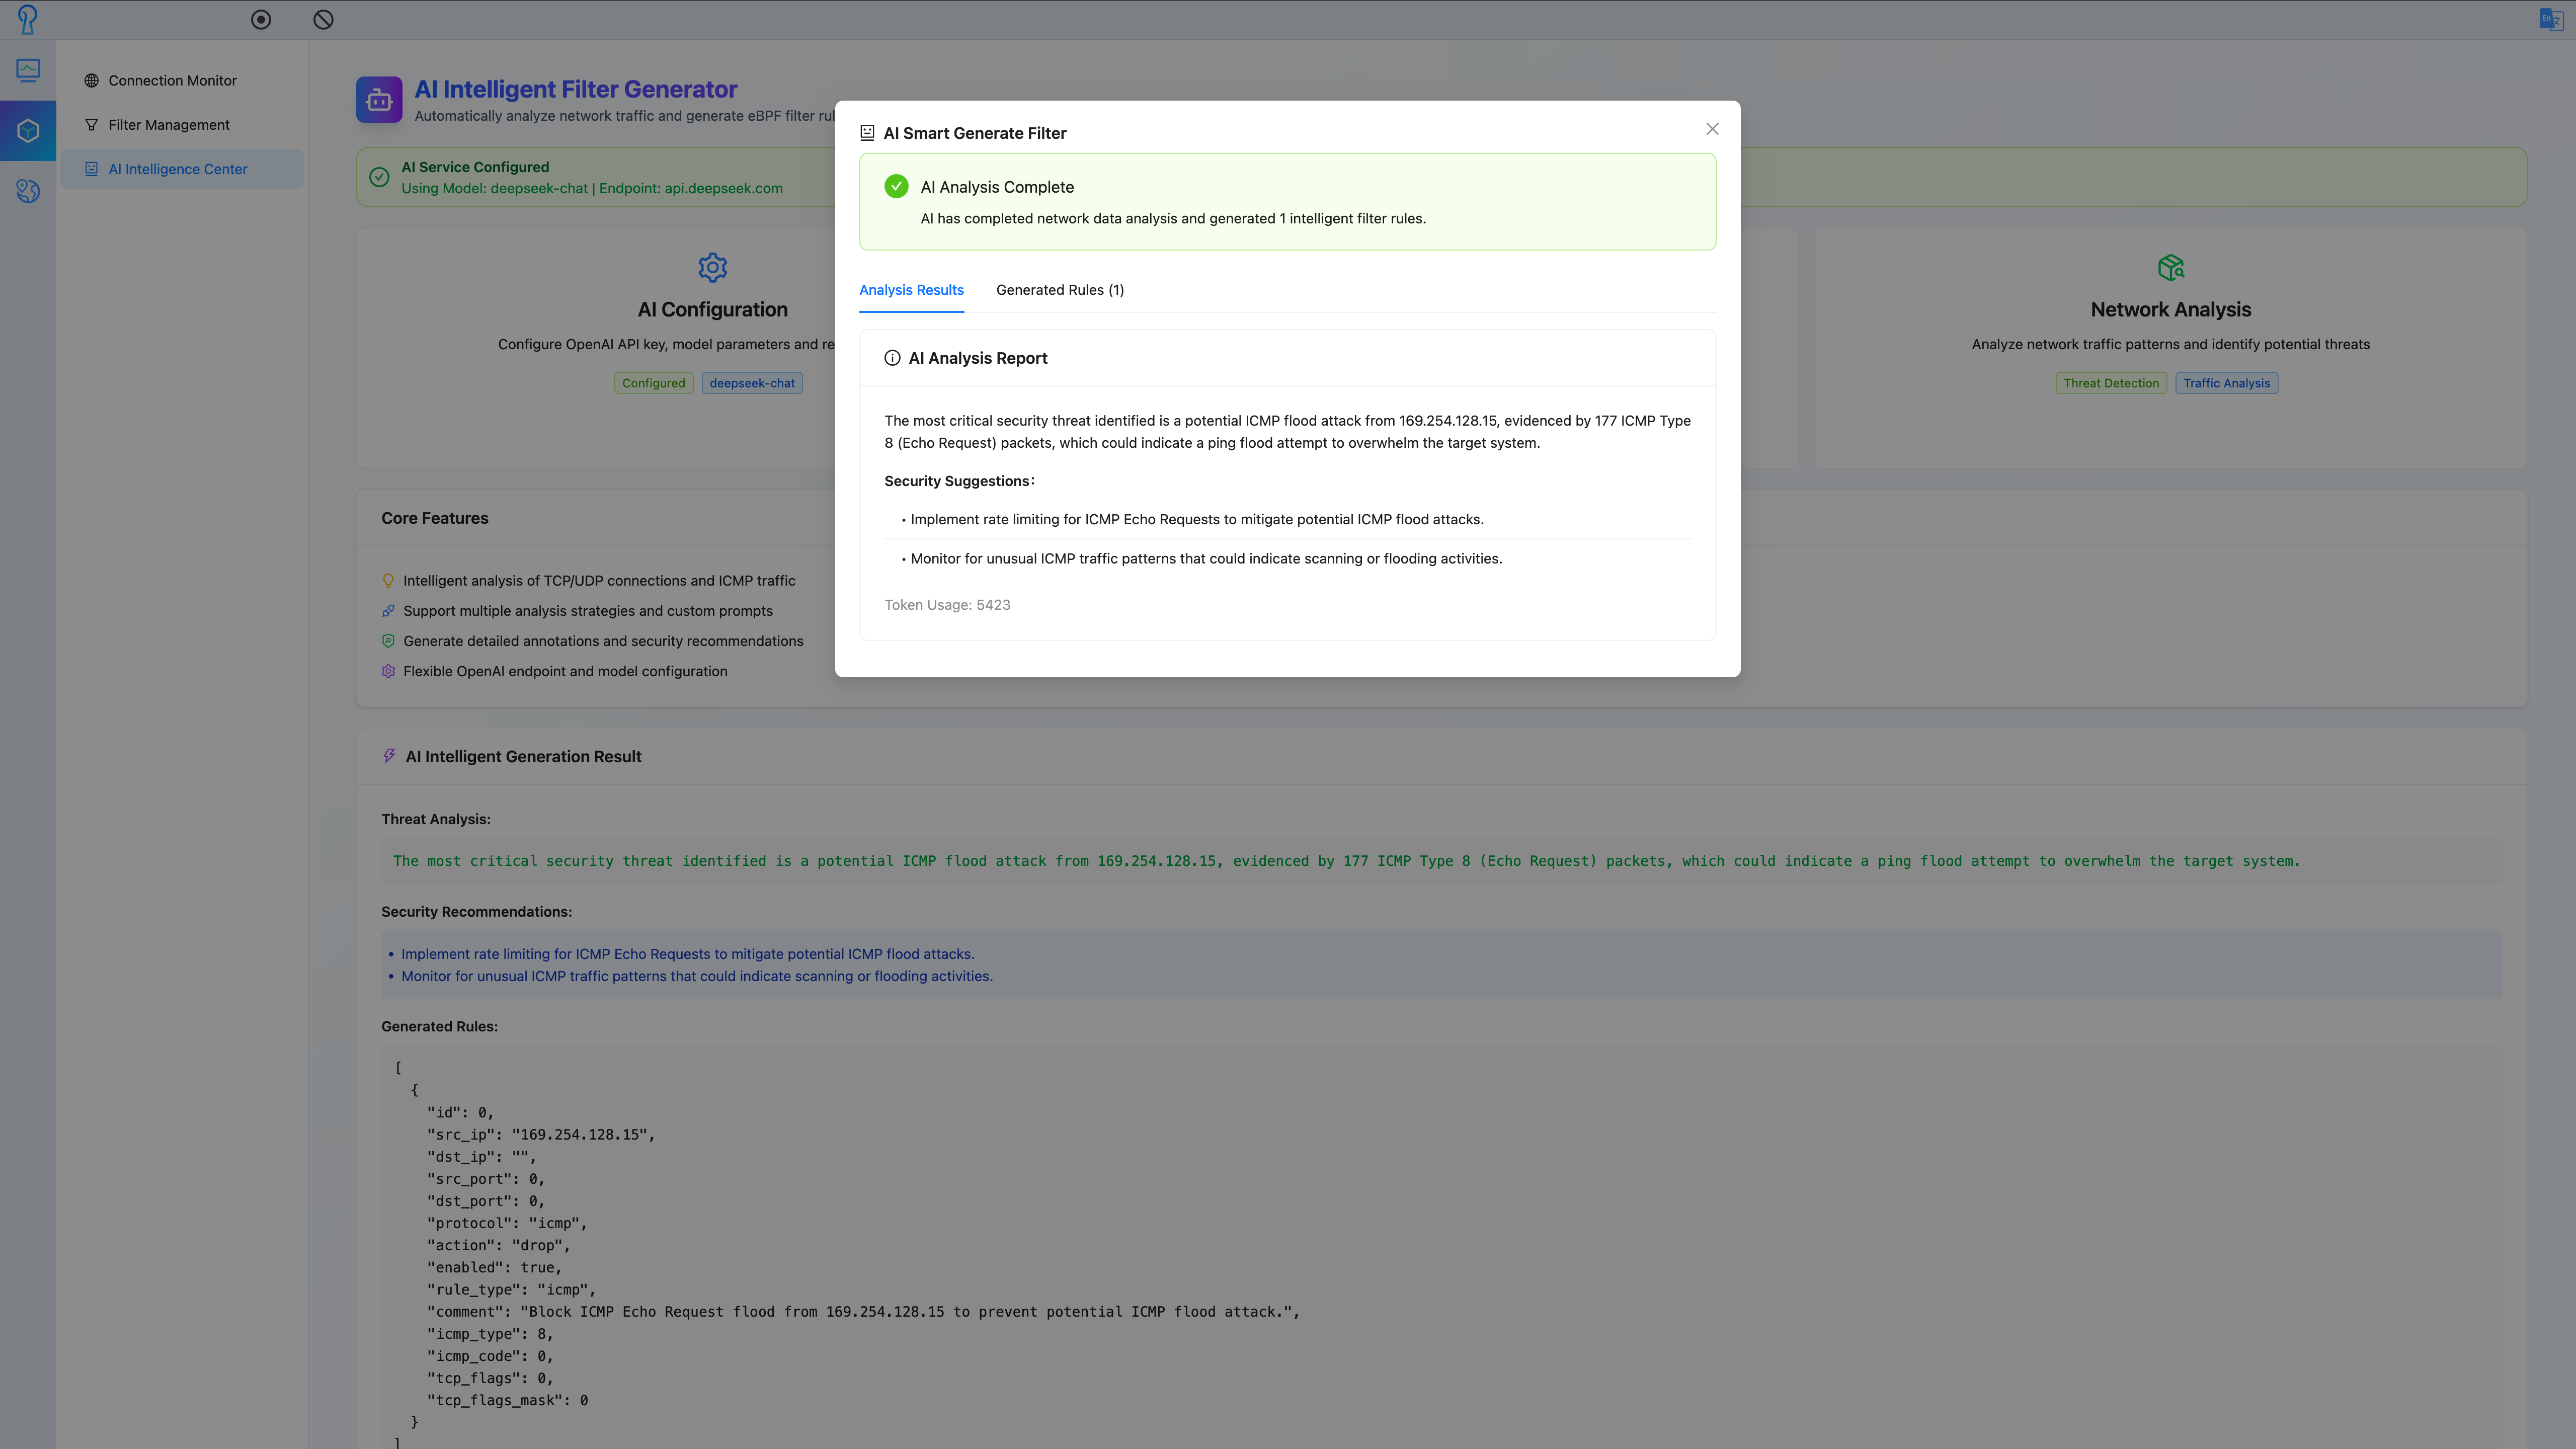 En
Connection Monitor
Filter Management
AI Intelligence Center
AI Intelligent Filter Generator
Automatically analyze network traffic and generate eBPF filter rul
AI Service Configured
Using Model: deepseek-chat | Endpoint: api.deepseek.com
AI Configuration
Configure OpenAI API key, model parameters and re
Configured
deepseek-chat
Network Analysis
Analyze network traffic patterns and identify potential threats
Threat Detection
Traffic Analysis
AI Smart Generate Filter
AI Analysis Complete
AI has completed network data analysis and generated 1 intelligent filter rules.
Analysis Results
Generated Rules (1)
AI Analysis Report
The most critical security threat identified is a potential ICMP flood attack from 169.254.128.15, evidenced by 177 ICMP Type
8 (Echo Request) packets, which could indicate a ping flood attempt to overwhelm the target system.
Security Suggestions:
• Implement rate limiting for ICMP Echo Requests to mitigate potential ICMP flood attacks.
• Monitor for unusual ICMP traffic patterns that could indicate scanning or flooding activities.
Token Usage: 5423
Core Features
Intelligent analysis of TCP/UDP connections and ICMP traffic
Support multiple analysis strategies and custom prompts
Generate detailed annotations and security recommendations
Flexible OpenAI endpoint and model configuration
AI Intelligent Generation Result
Threat Analysis:
The most critical security threat identified is a potential ICMP flood attack from 169.254.128.15, evidenced by 177 ICMP Type 8 (Echo Request) packets, which could indicate a ping flood attempt to overwhelm the target system.
Security Recommendations:
• Implement rate limiting for ICMP Echo Requests to mitigate potential ICMP flood attacks.
• Monitor for unusual ICMP traffic patterns that could indicate scanning or flooding activities.
Generated Rules:
[
  {
    "id": 0,
    "src_ip": "169.254.128.15",
    "dst_ip": "",
    "src_port": 0,
    "dst_port": 0,
    "protocol": "icmp",
    "action": "drop",
    "enabled": true,
    "rule_type": "icmp",
    "comment": "Block ICMP Echo Request flood from 169.254.128.15 to prevent potential ICMP flood attack.",
    "icmp_type": 8,
    "icmp_code": 0,
    "tcp_flags": 0,
    "tcp_flags_mask": 0
  }
]